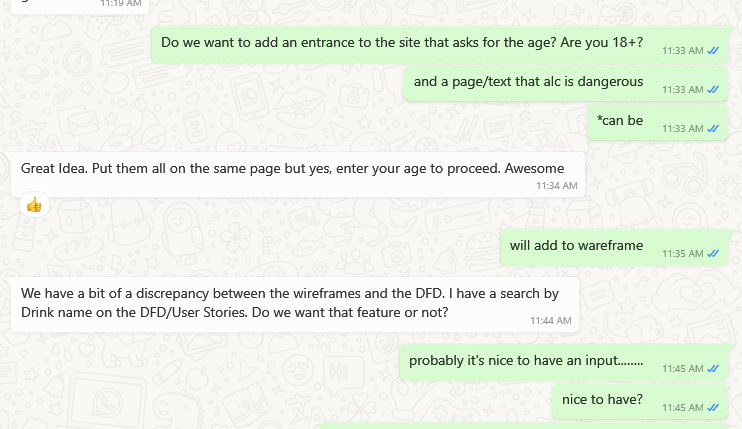 11:19 AM
Do we want to add an entrance to the site that asks for the age? Are you 18+?
11:33 AM
and a page/text that alc is dangerous
11:33 AM
*can be
11:33 AM
Great Idea. Put them all on the same page but yes, enter your age to proceed. Awesome
11:34 AM
will add to wareframe
11:35 AM
We have a bit of a discrepancy between the wireframes and the DFD. I have a search by
Drink name on the DFD/User Stories. Do we want that feature or not?
11:44 AM
probably it's nice to have an input........
11:45 AM
nice to have?
11:45 AM